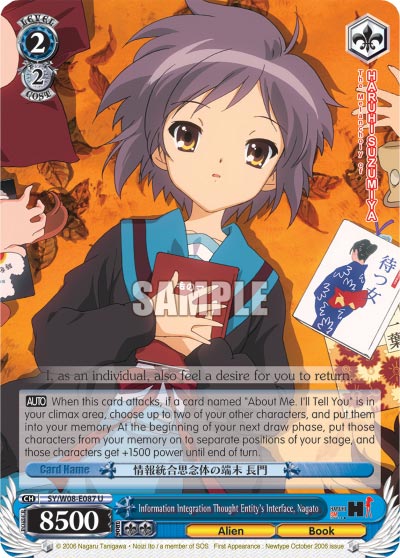 LEVEL
2
2
COST
The Melancholy of
HARUHI SUZUMIYA
待つ女
SAMPLE
I, as an individual, also feel a desire for you to return.
AUTO When this card attacks, if a card named "About Me. I'll Tell You" is in
your climax area, choose up to two of your other characters, and put them
into your memory. At the beginning of your next draw phase, put those
characters from your memory on to separate positions of your stage, and
those characters get +1500 power until end of turn.
Card Name
情報統合思念体の端末 長門
CH SY/W08-E087 U
Information Integration Thought Entity's Interface, Nagato
POWER
8500
Alien
Book
© 2006 Nagaru Tanigawa • Noizi Ito / a member of SOS First Appearance : Newtype October 2006 issue